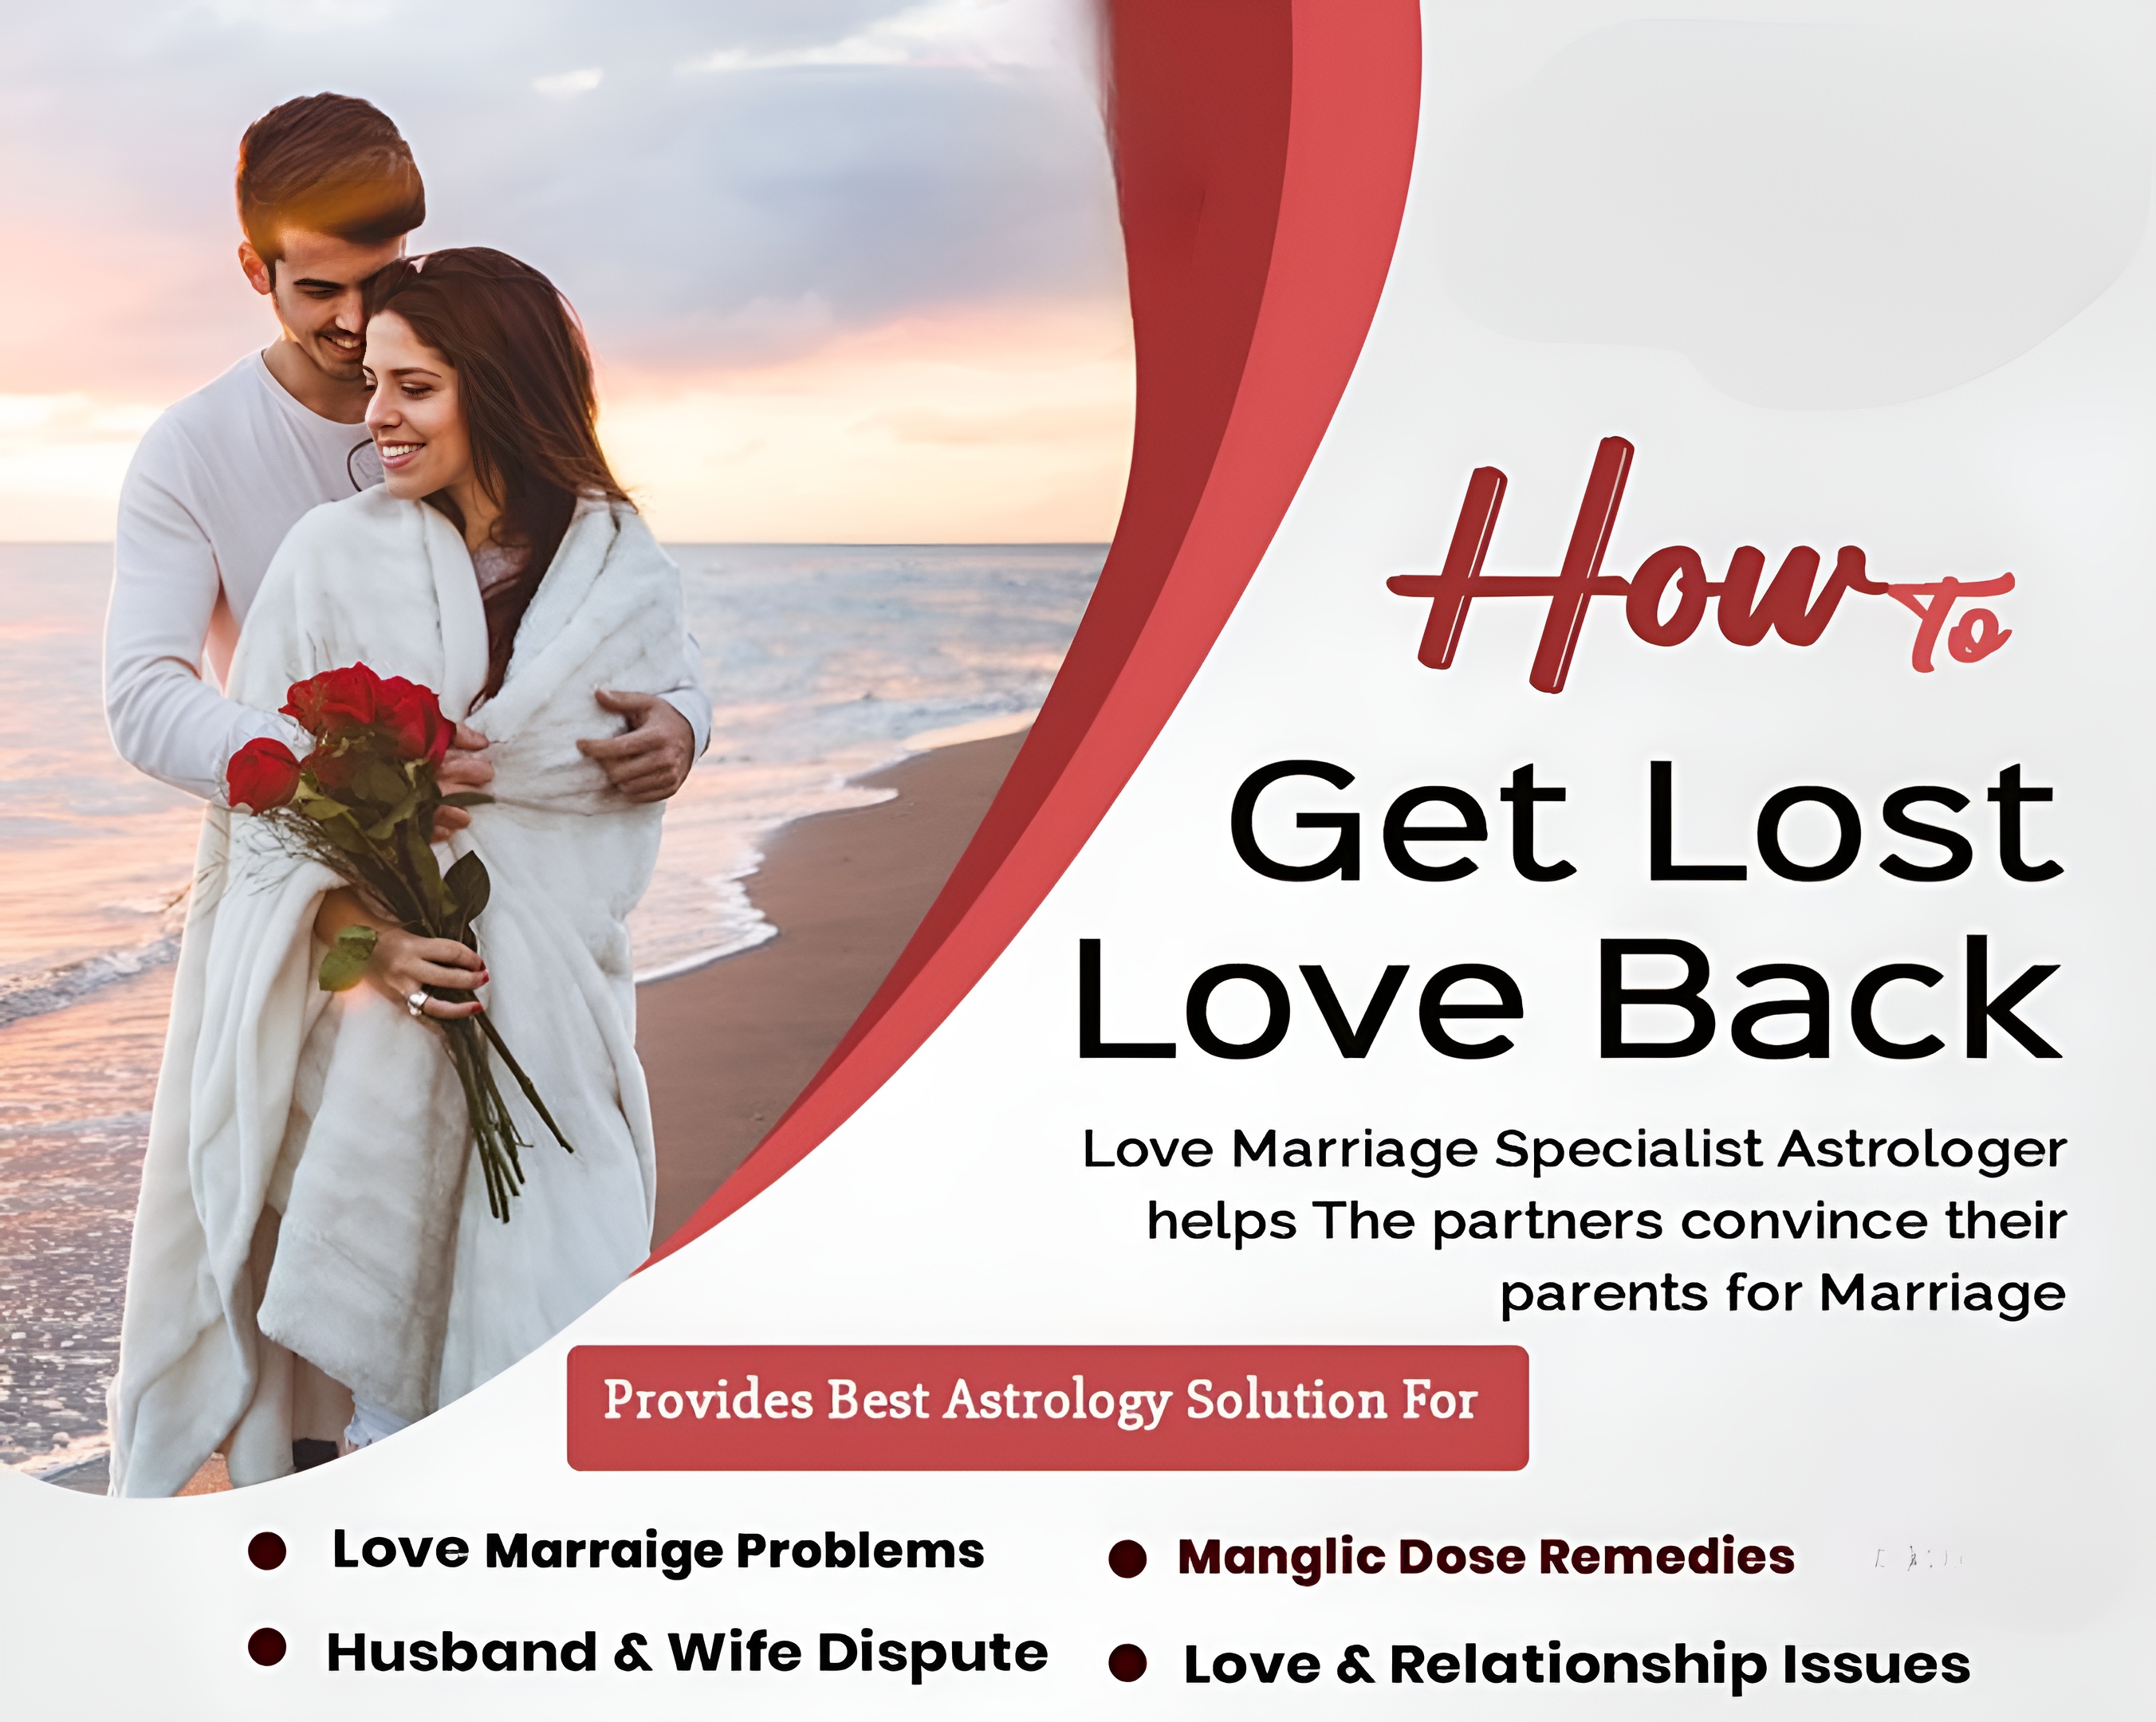 How To
Get Lost
Love Back
Love Marriage Specialist Astrologer
helps The partners convince their
parents for Marriage
Provides Best Astrology Solution For
Love Marraige Problems
Manglic Dose Remedies
Husband & Wife Dispute
Love & Relationship Issues